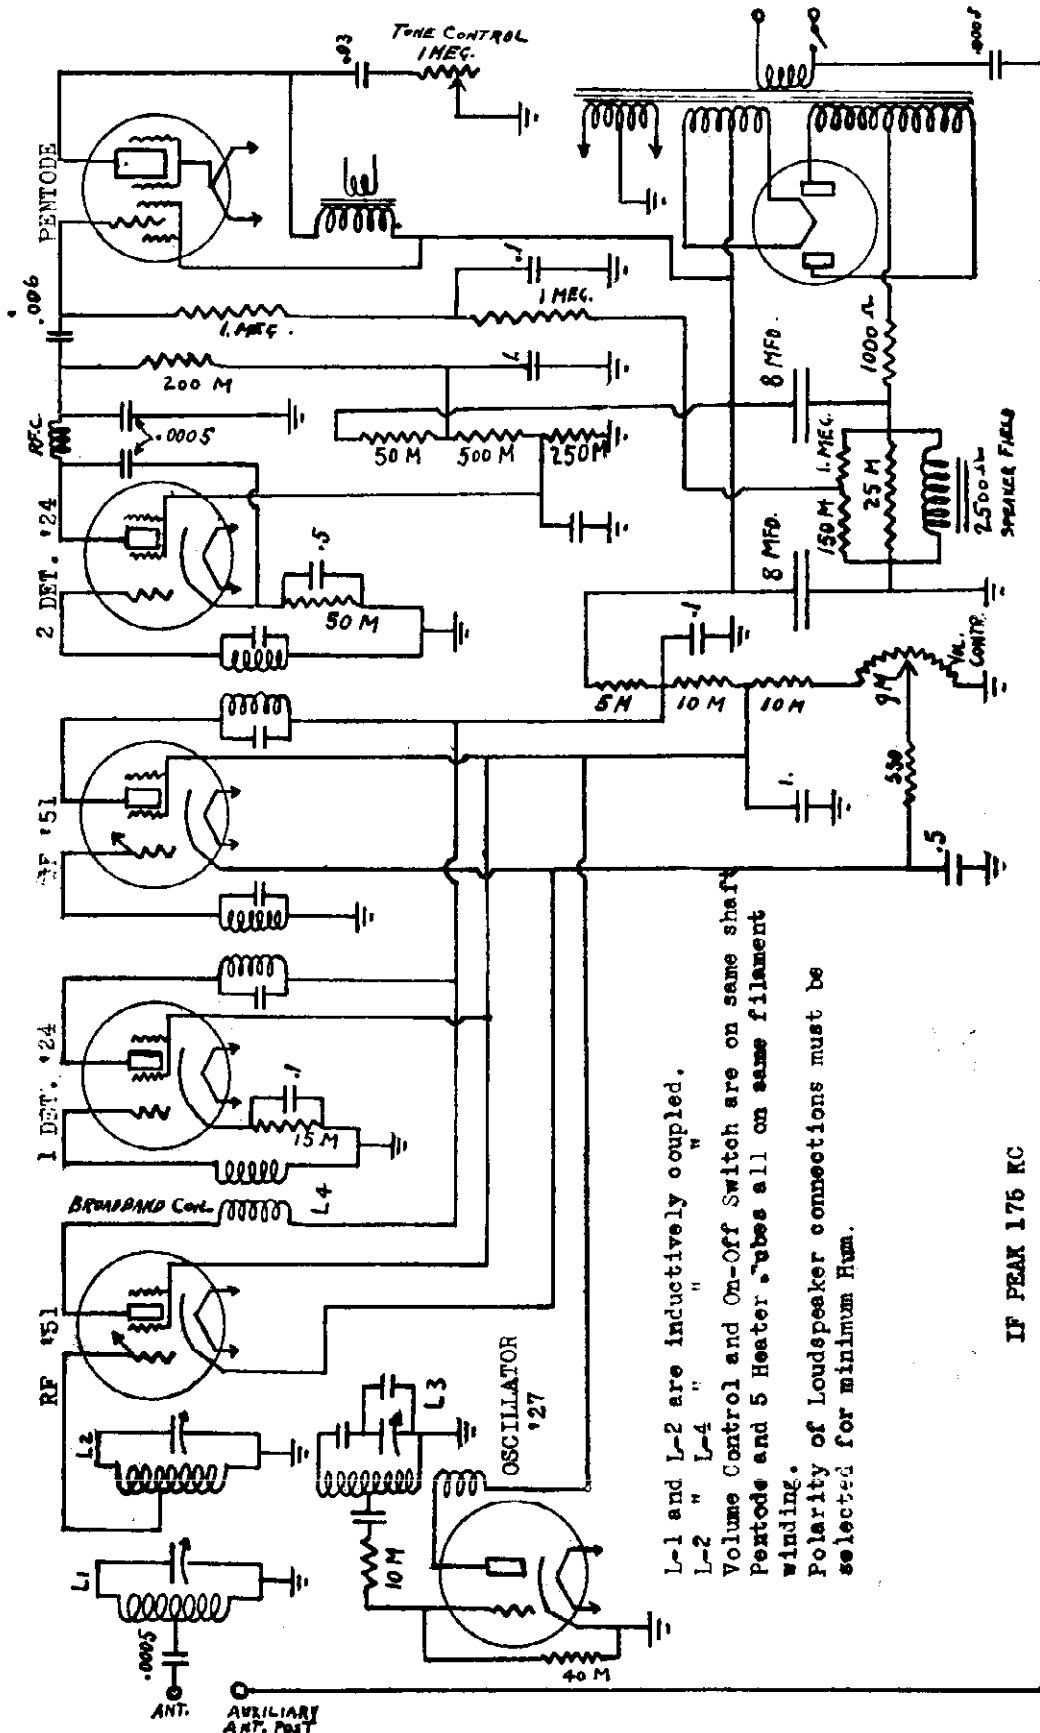 ANT.
AUXILIARY
ANT. POST
.0005
L1
L2
RF '51
BROADBAND COIL
L4
1 DET. '24
15 M
.1
IF '51
2 DET. '24
50 M
.5
RFC
.0005
.006
PENTODE
200 M
1. MEG.
1 MEG.
.1
1.
50 M
500 M
250 M
.03
TONE CONTROL
1 MEG.
.0005
L3
OSCILLATOR
'27
10 M
40 M
5 M
10 M
10 M
.1
1.
9 M
VOL.
CONTR.
330
.5
8 MFD.
8 MFD.
150 M
1. MEG.
25 M
1000 Ω
2500 Ω
SPEAKER FIELD
L-1 and L-2 are inductively coupled.
L-2 " L-4 " " "
Volume Control and On-Off Switch are on same shaft
Pentode and 5 Heater Tubes all on same filament
winding.
Polarity of Loudspeaker connections must be
selected for minimum Hum.
IF PEAK 175 KC